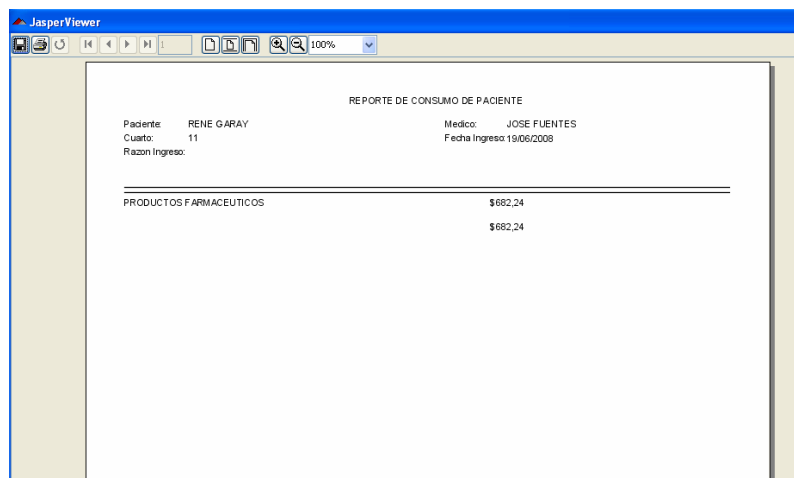 JasperViewer
1 100%
REPORTE DE CONSUMO DE PACIENTE
Paciente: RENE GARAY Medico: JOSE FUENTES
Cuarto: 11 Fecha Ingreso: 19/06/2008
Razon Ingreso:
PRODUCTOS FARMACEUTICOS $682,24
$682,24